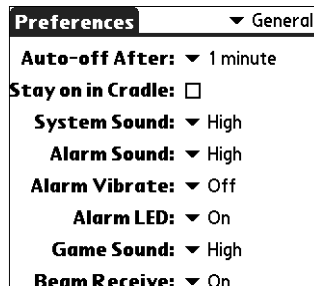 Preferences ▼ General
Auto-off After: ▼ 1 minute
Stay on in Cradle: ☐
System Sound: ▼ High
Alarm Sound: ▼ High
Alarm Vibrate: ▼ Off
Alarm LED: ▼ On
Game Sound: ▼ High
Beam Receive: ▼ On